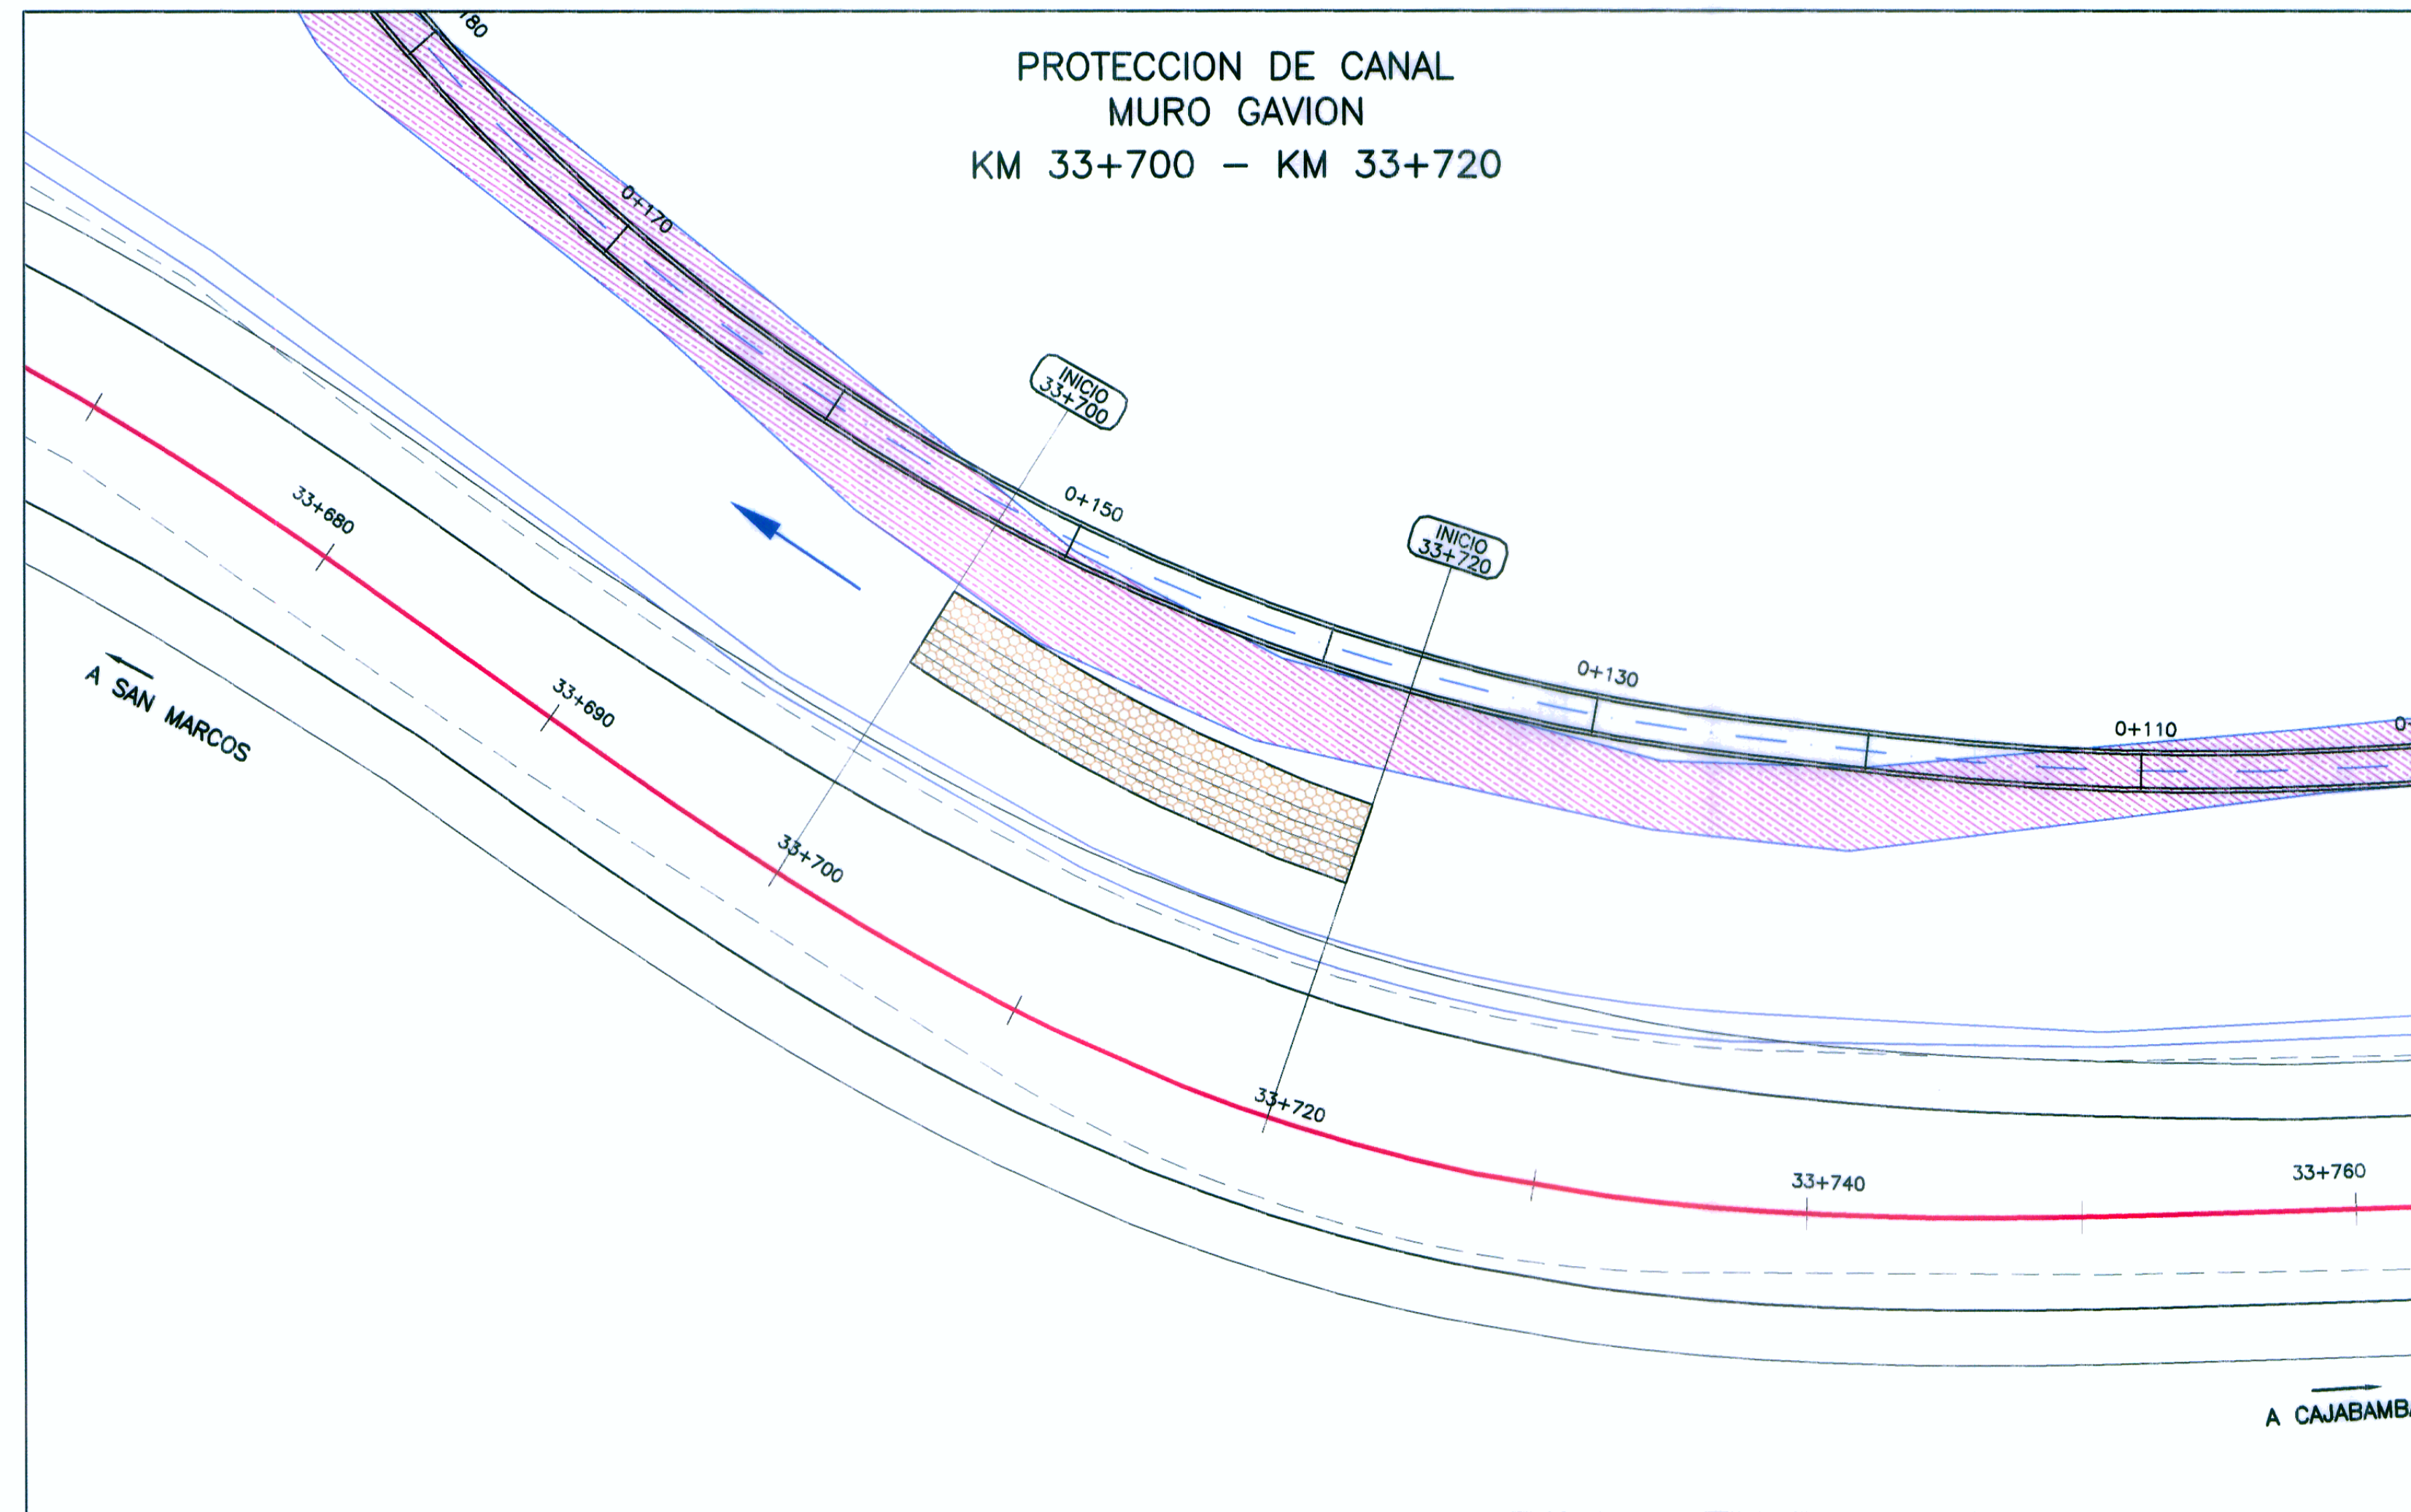 PROTECCION DE CANAL
MURO GAVION
KM 33+700 - KM 33+720
180
0+170
INICIO
33+700
0+150
INICIO
33+720
0+130
0+110
33+680
33+690
33+700
33+720
33+740
33+760
A SAN MARCOS
A CAJABAMBA